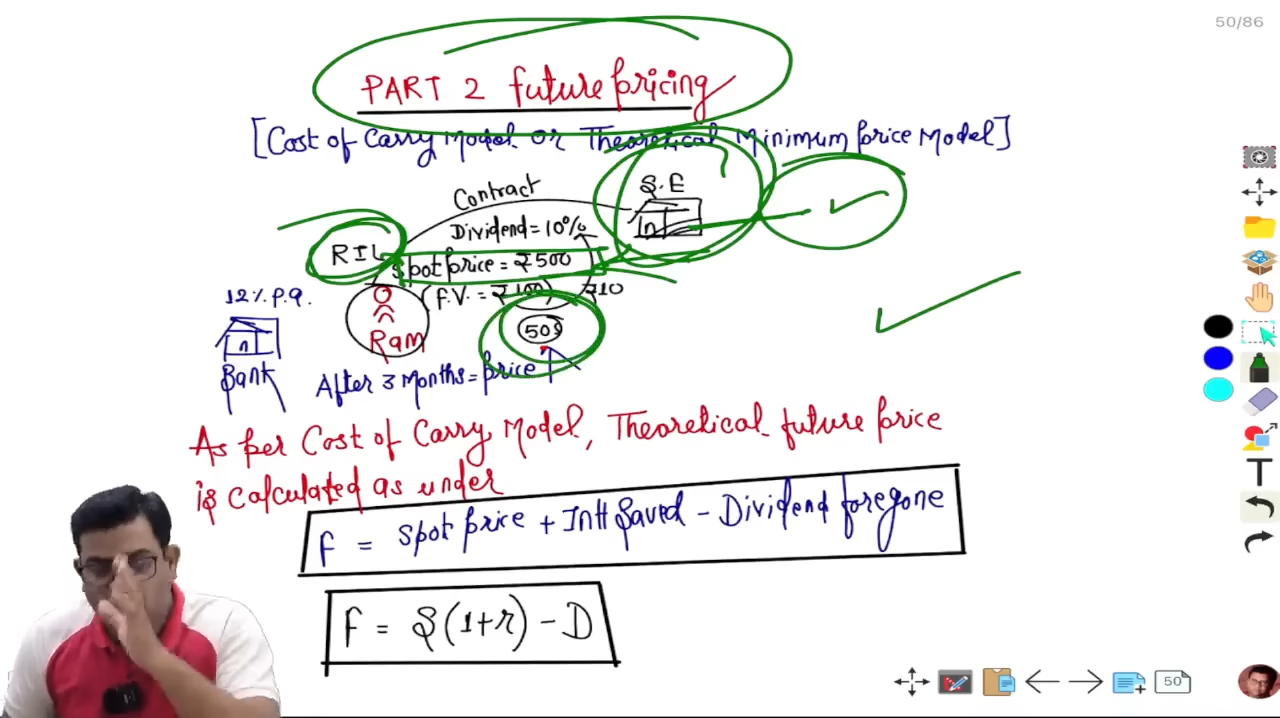 50/86
PART 2 Future Pricing
[Cost of Carry Model or Theoretical Minimum Price Model]
Contract
S.E
Dividend = 10%
RIL
Spot price = ₹500
(F.V. = ₹100)
₹10
12% P.a.
505
Ram
Bank
After 3 months = price ↑
As per Cost of Carry Model, Theoretical future price
is calculated as under
F = Spot price + Intt Saved - Dividend foregone
F = S(1+r) - D
T
50